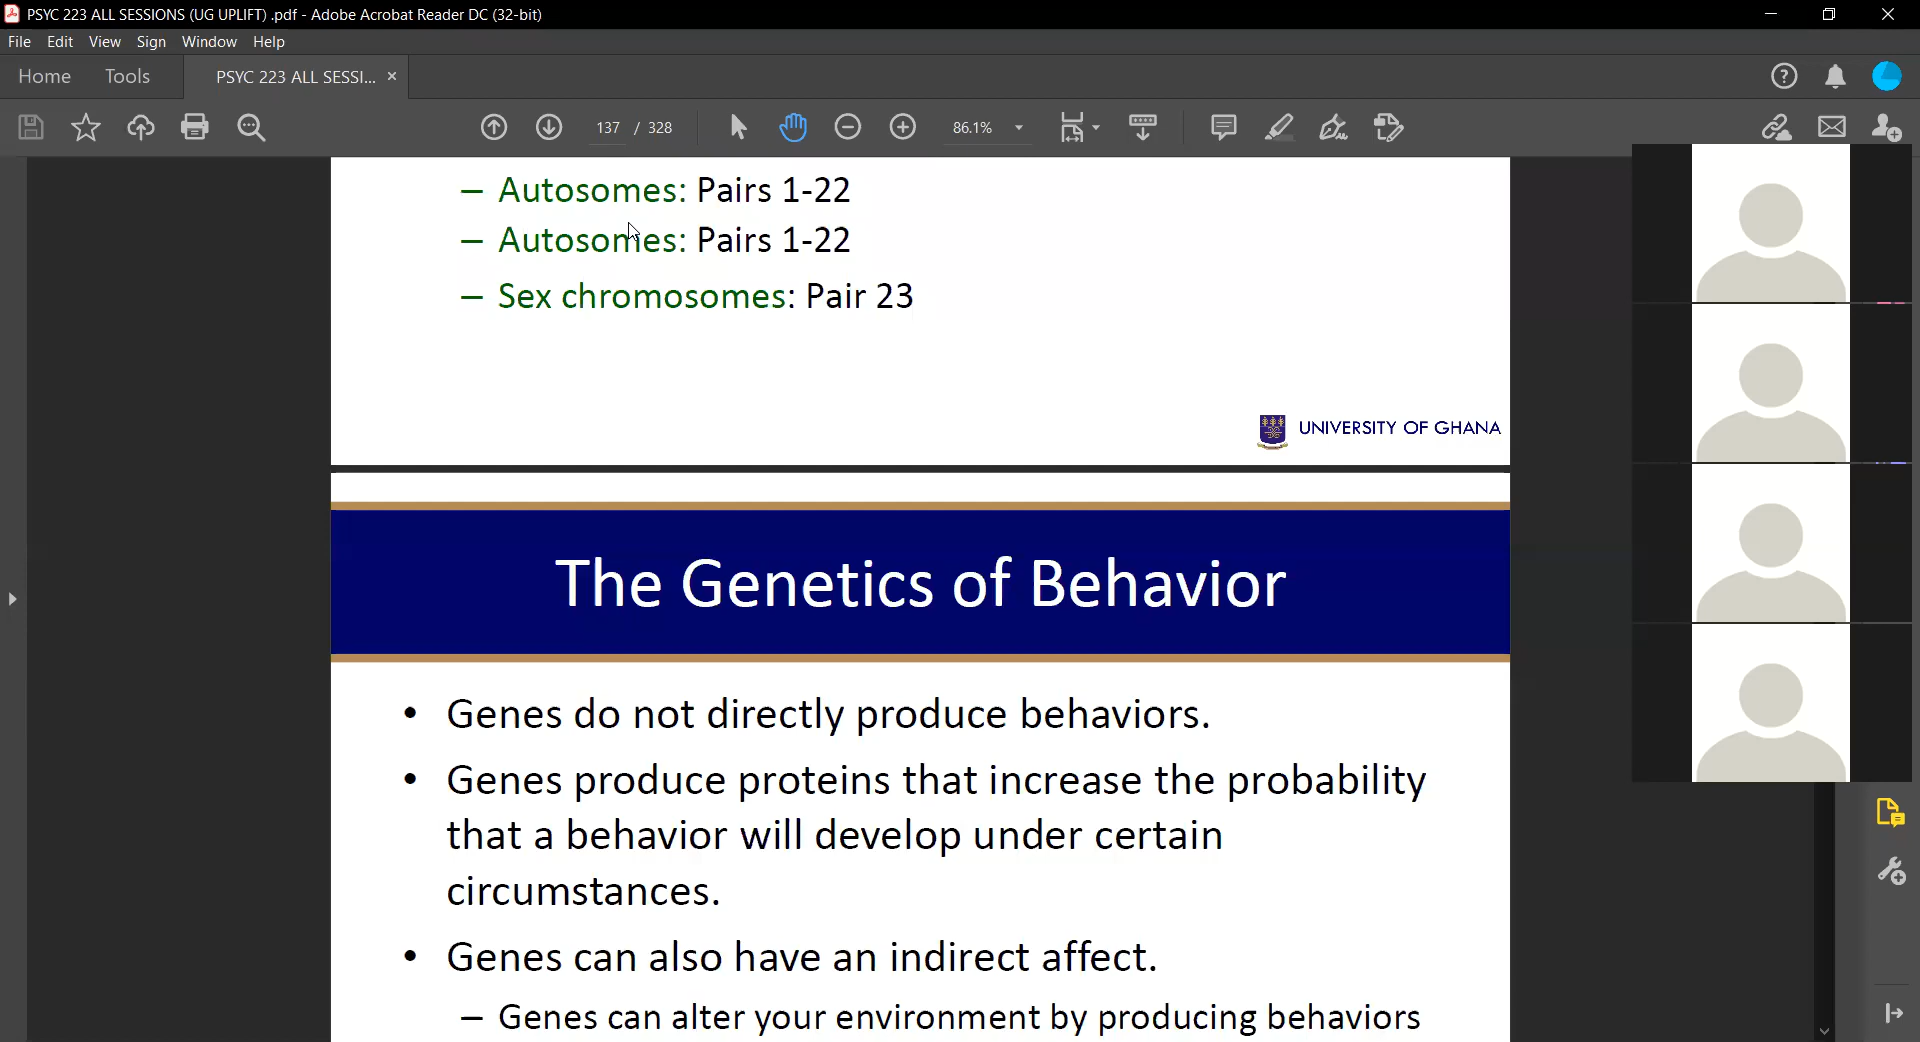 PSYC 223 ALL SESSIONS (UG UPLIFT) .pdf - Adobe Acrobat Reader DC (32-bit)
File Edit View Sign Window Help
Home Tools PSYC 223 ALL SESSI... ×
137 / 328 86.1%
– Autosomes: Pairs 1-22
– Autosomes: Pairs 1-22
– Sex chromosomes: Pair 23
UNIVERSITY OF GHANA
The Genetics of Behavior
• Genes do not directly produce behaviors.
• Genes produce proteins that increase the probability
that a behavior will develop under certain
circumstances.
• Genes can also have an indirect affect.
– Genes can alter your environment by producing behaviors